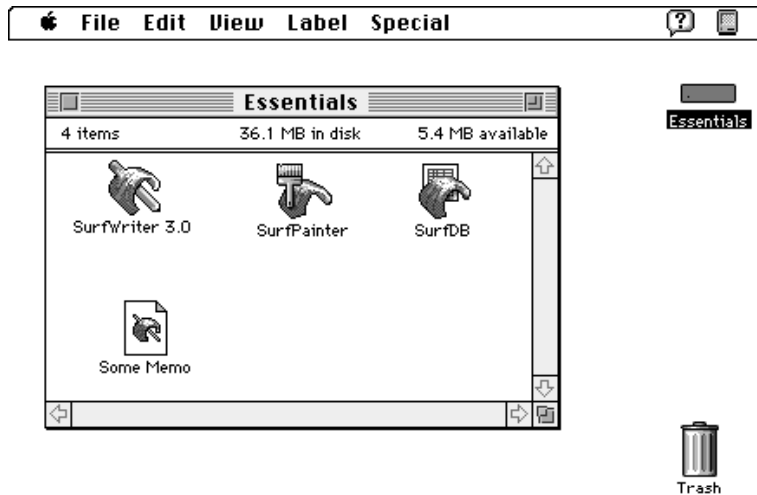 File Edit View Label Special ?
Essentials
4 items 36.1 MB in disk 5.4 MB available
SurfWriter 3.0 SurfPainter SurfDB
Some Memo
Essentials
Trash